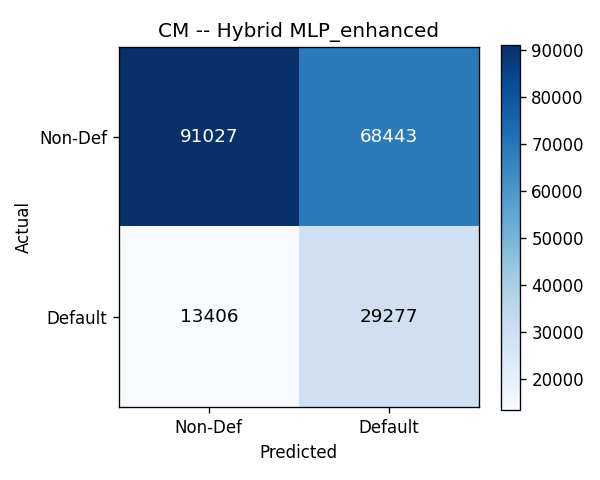 CM -- Hybrid MLP_enhanced
Actual
Non-Def
91027
68443
Default
13406
29277
Non-Def
Default
Predicted
90000
80000
70000
60000
50000
40000
30000
20000